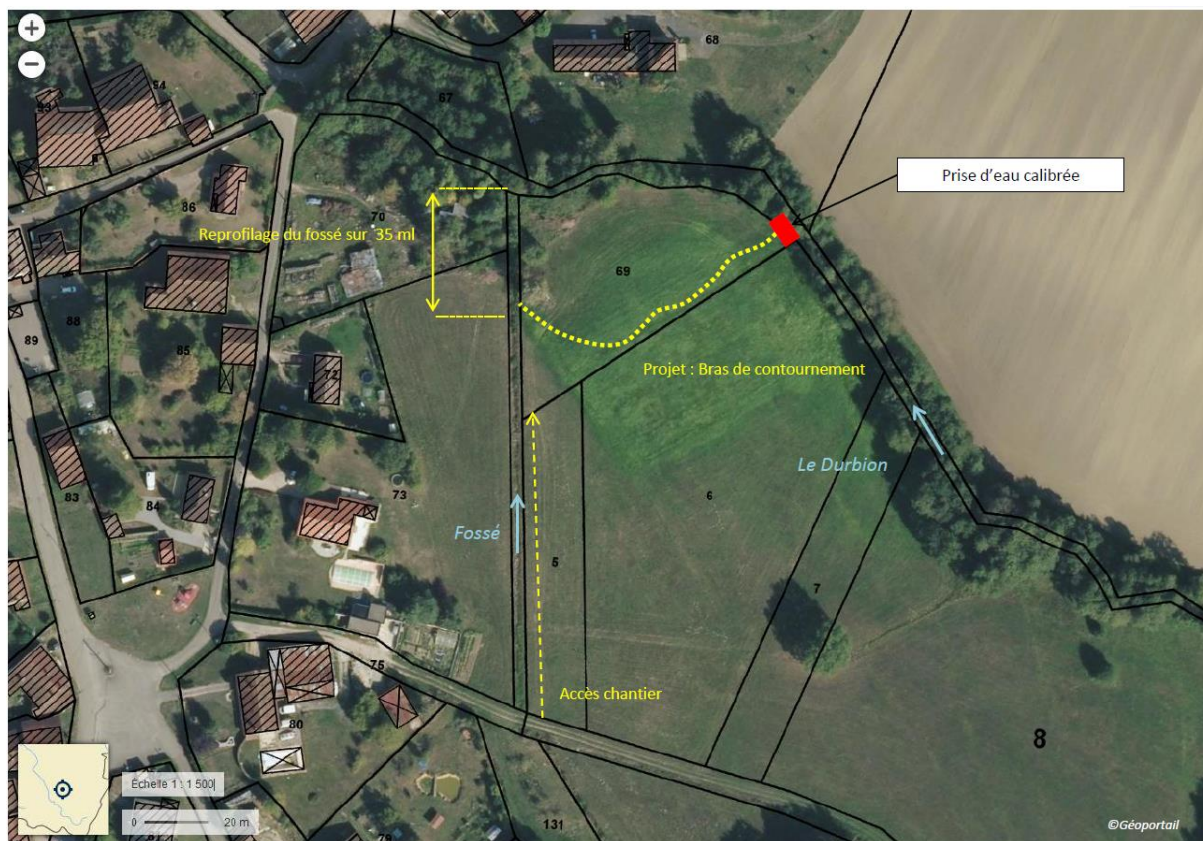 +
−
68
64
67
Prise d'eau calibrée
86
70
Reprofilage du fossé sur 35 ml
69
88
89
85
72
Projet : Bras de contournement
Le Durbion
83
84
73
6
Fossé
5
7
75
Accès chantier
80
8
Échelle 1 : 1 500
0 20 m
79
131
©Géoportail